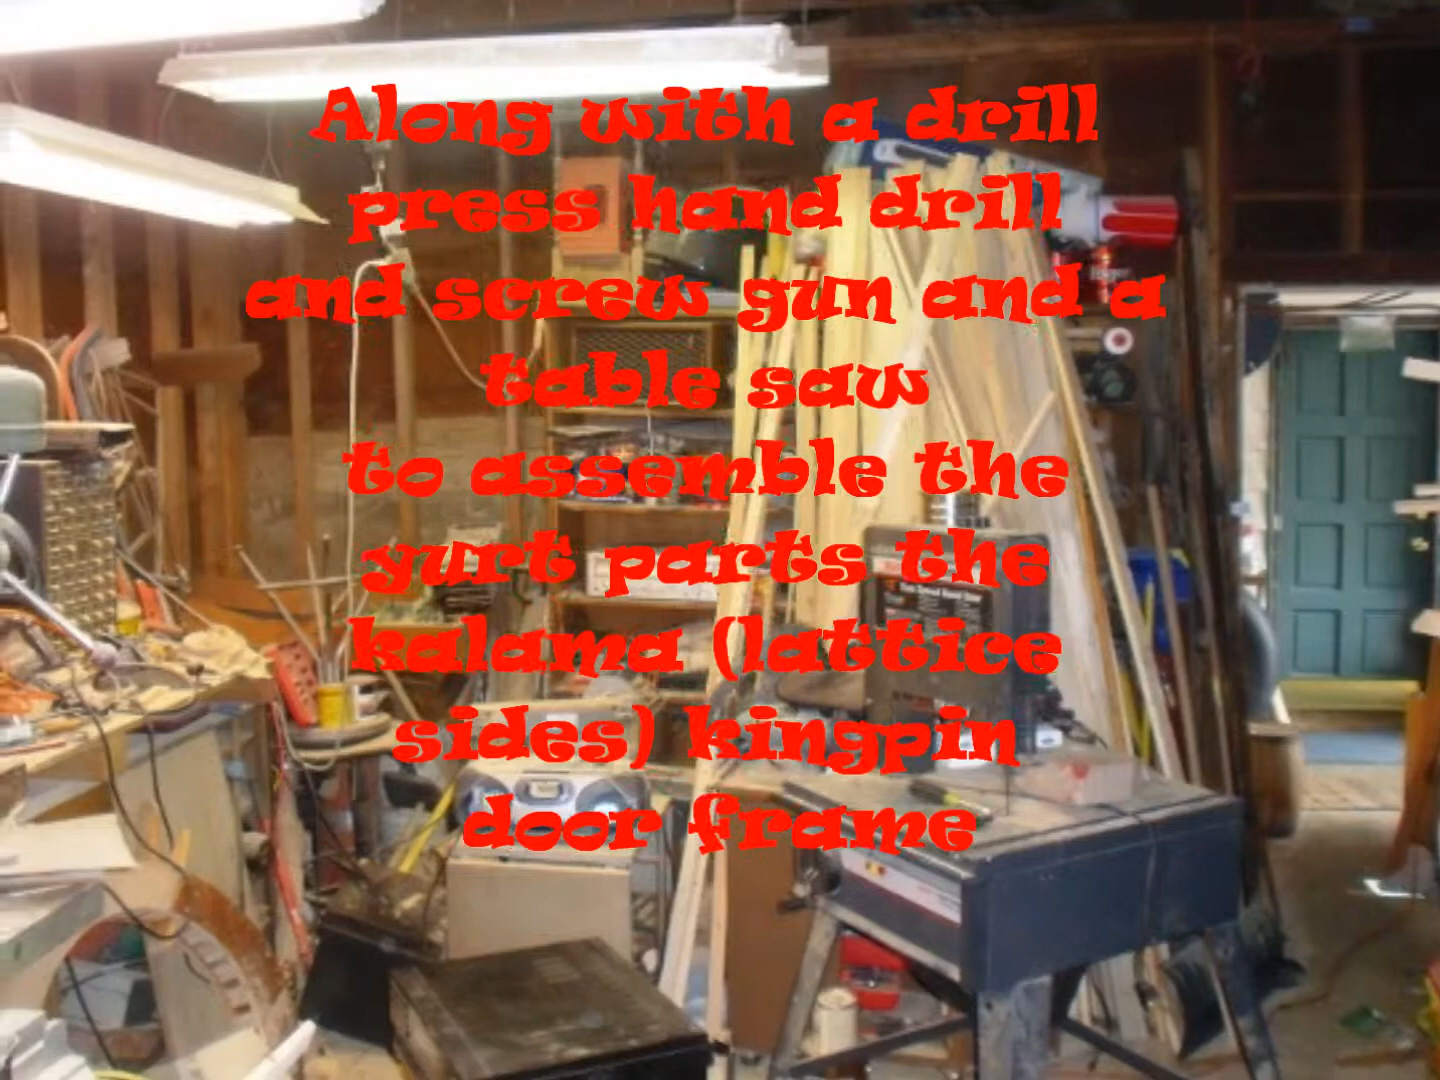 Along with a drill
press hand drill
and screw gun and a
table saw
to assemble the
yurt parts the
kalama (lattice
sides) kingpin
door frame